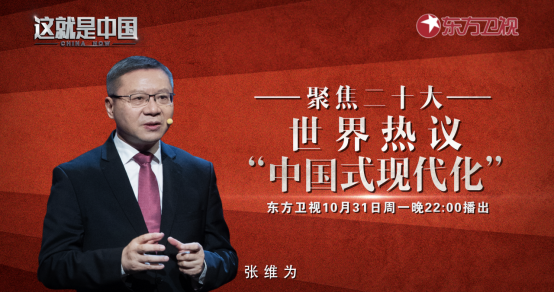 这就是中国
CHINA NOW
东方卫视
聚焦二十大
世界热议
“中国式现代化”
东方卫视10月31日周一晚22:00播出
张维为